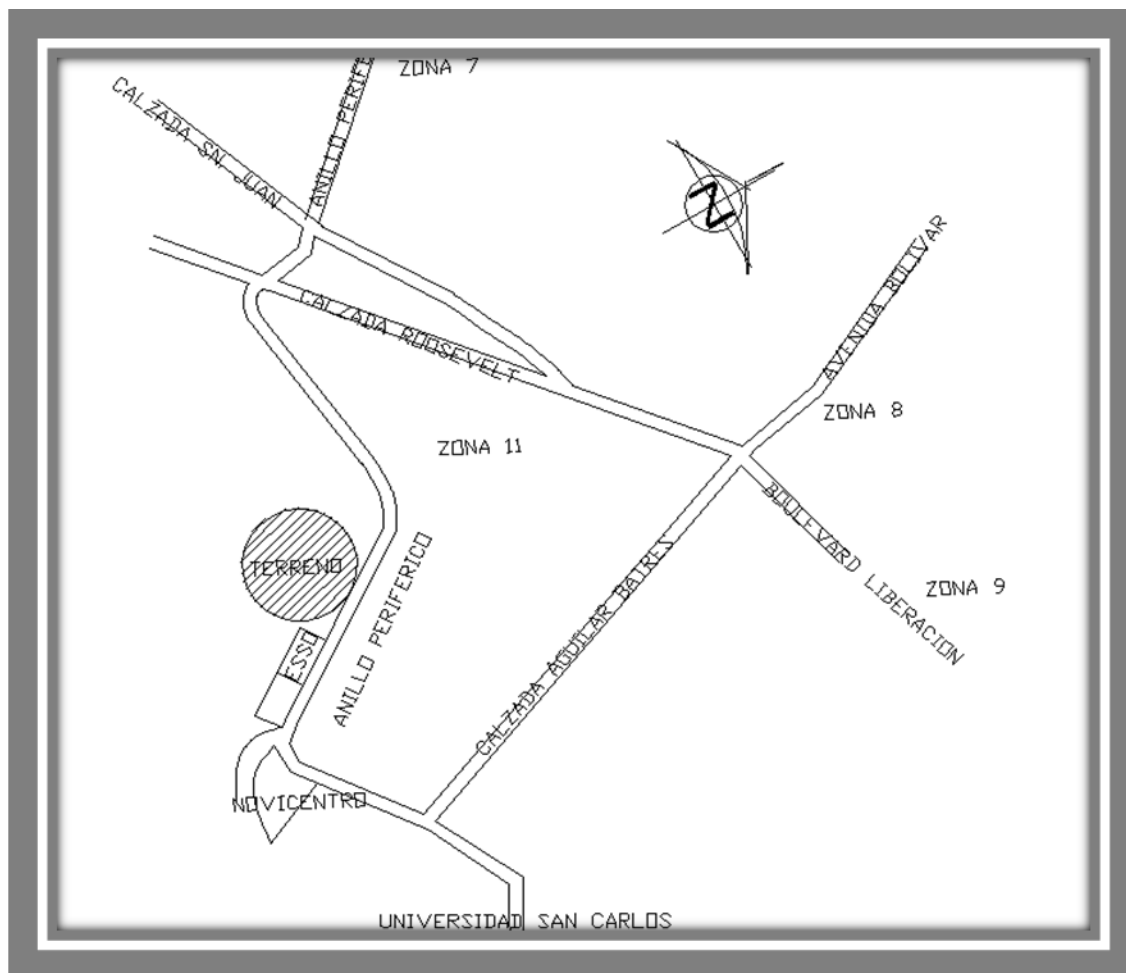 ZONA 7
CALZADA SN. JUAN
ANILLO PERIFE
AVENIDA BOLIVAR
CALZADA ROOSEVELT
ZONA 8
ZONA 11
BOULEVARD LIBERACION
TERRENO
ANILLO PERIFERICO
CALZADA AGUILAR BATRES
ZONA 9
ESSO
NOVICENTRO
UNIVERSIDAD SAN CARLOS
N